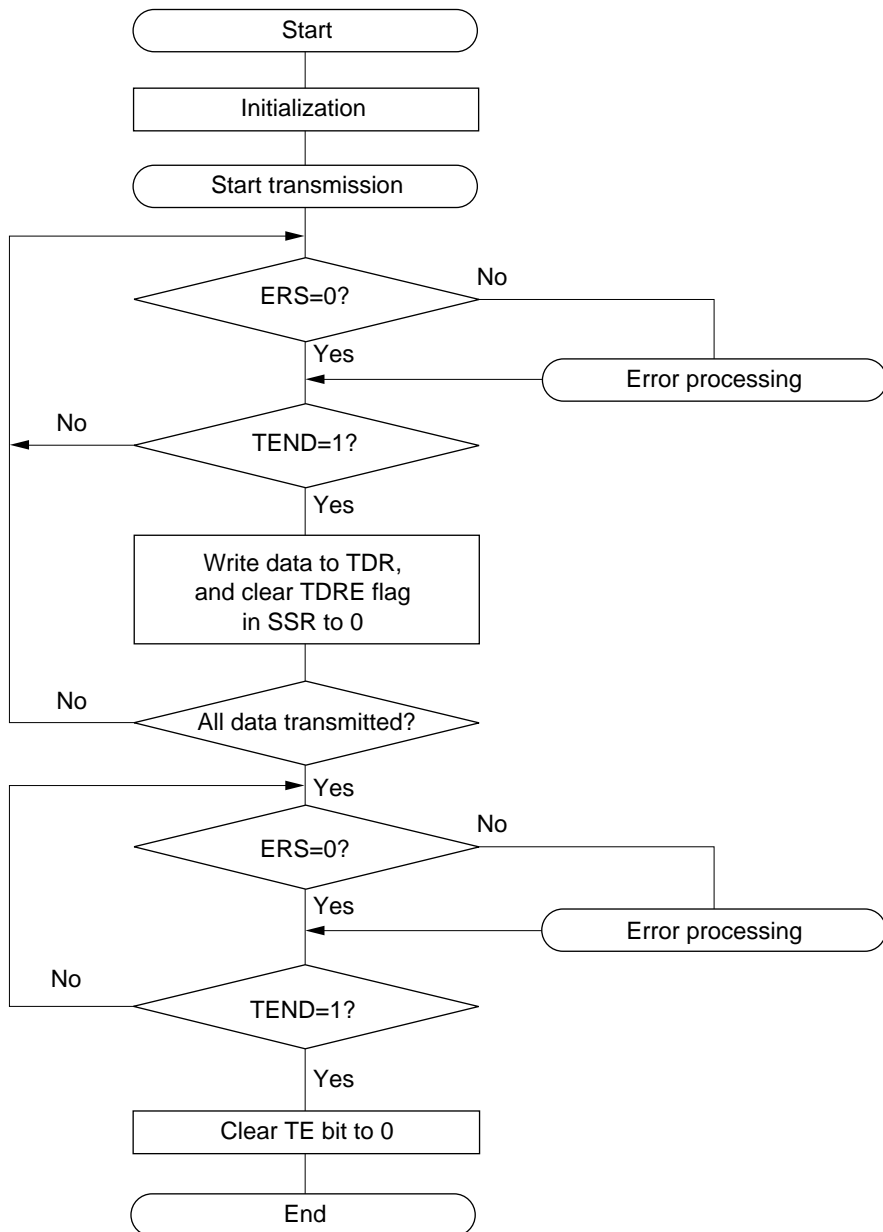 Start
Initialization
Start transmission
ERS=0?
No
Yes
Error processing
No
TEND=1?
Yes
Write data to TDR,
and clear TDRE flag
in SSR to 0
No
All data transmitted?
Yes
ERS=0?
No
Yes
Error processing
No
TEND=1?
Yes
Clear TE bit to 0
End